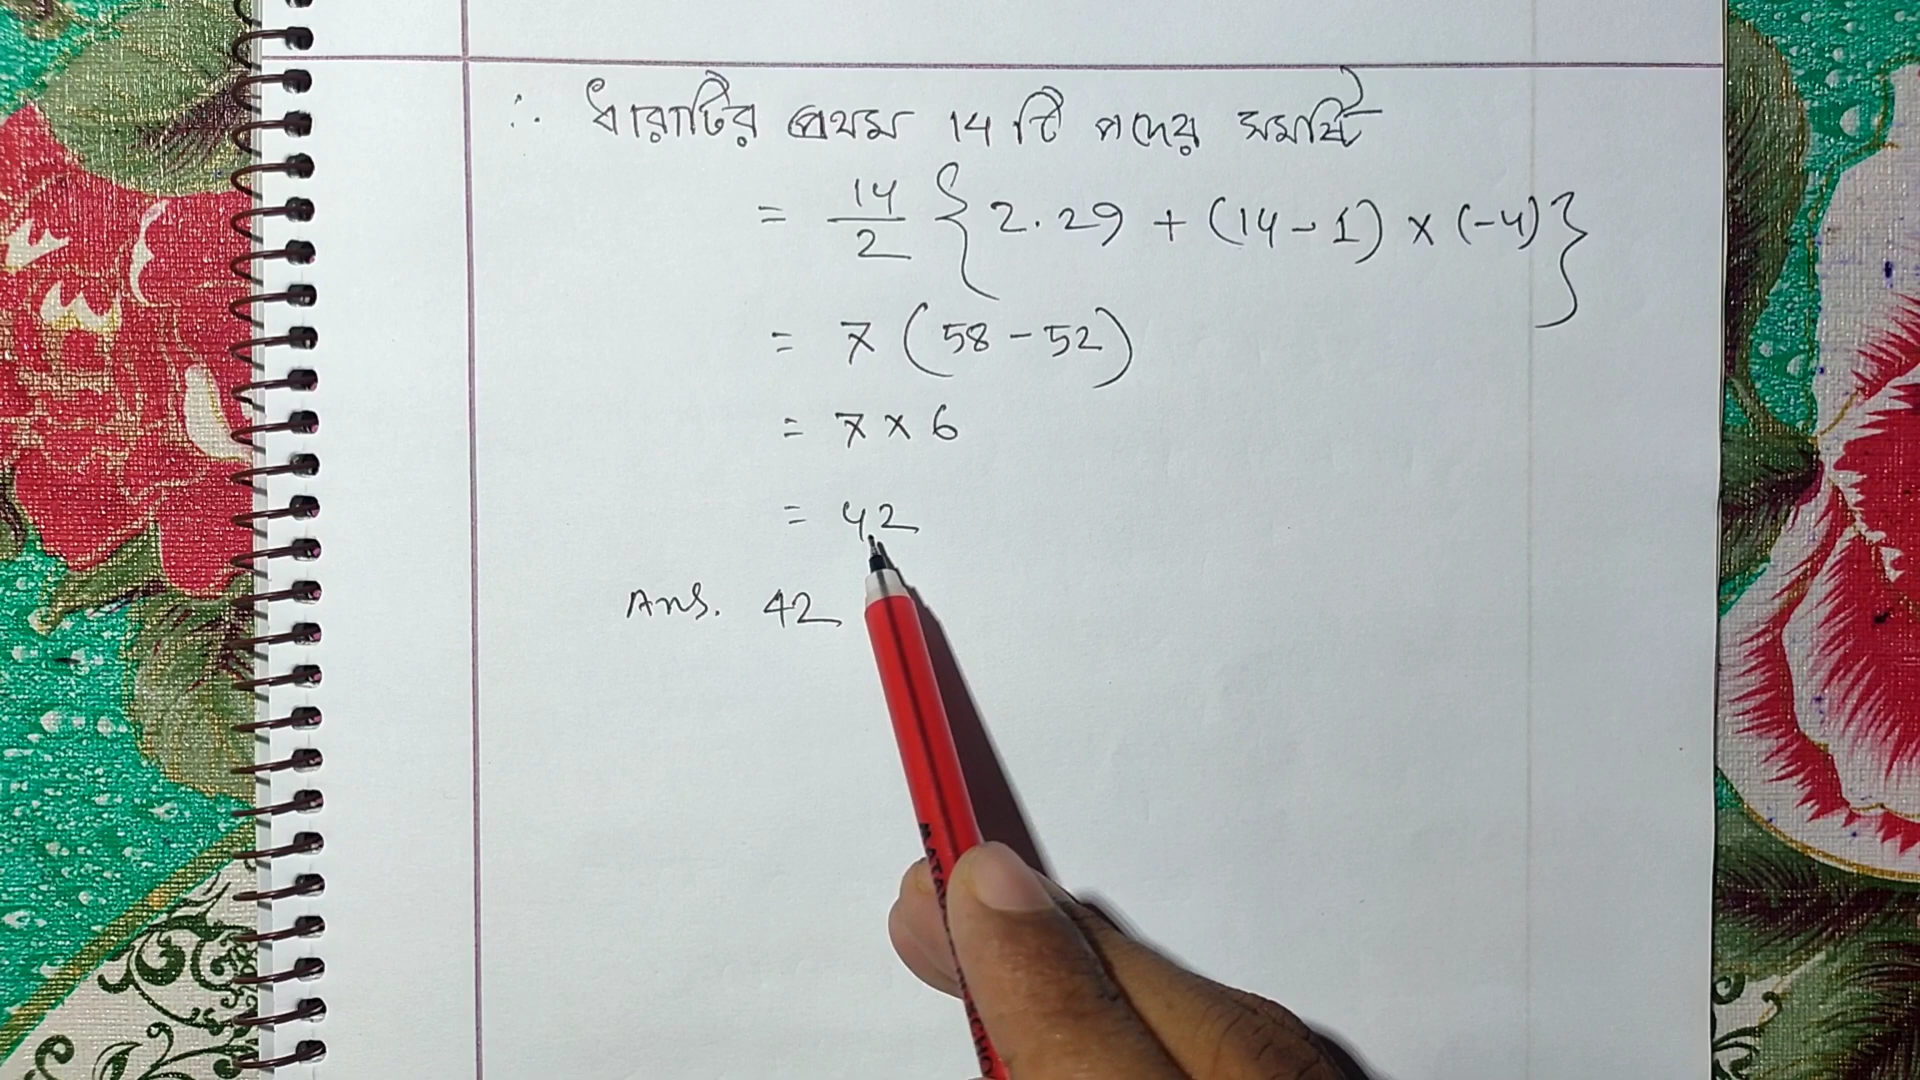 ∴ ধারাটির প্রথম 14 টি পদের সমষ্টি
= 14/2 {2.29 + (14-1) × (-4)}
= 7 (58 - 52)
= 7 × 6
= 42
Ans. 42